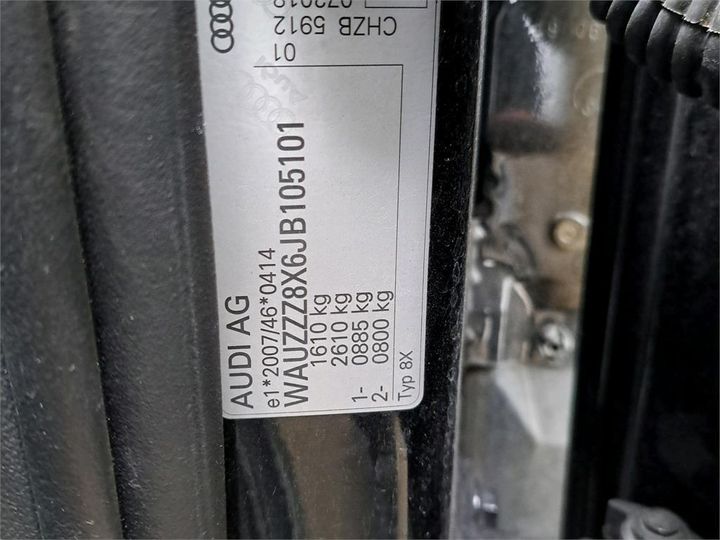 AUDI AG
e1*2007/46*0414
WAUZZZ8X6JB105101
1610 kg
2610 kg
1- 0885 kg
2- 0800 kg
Typ 8X
01
CHZB 5912